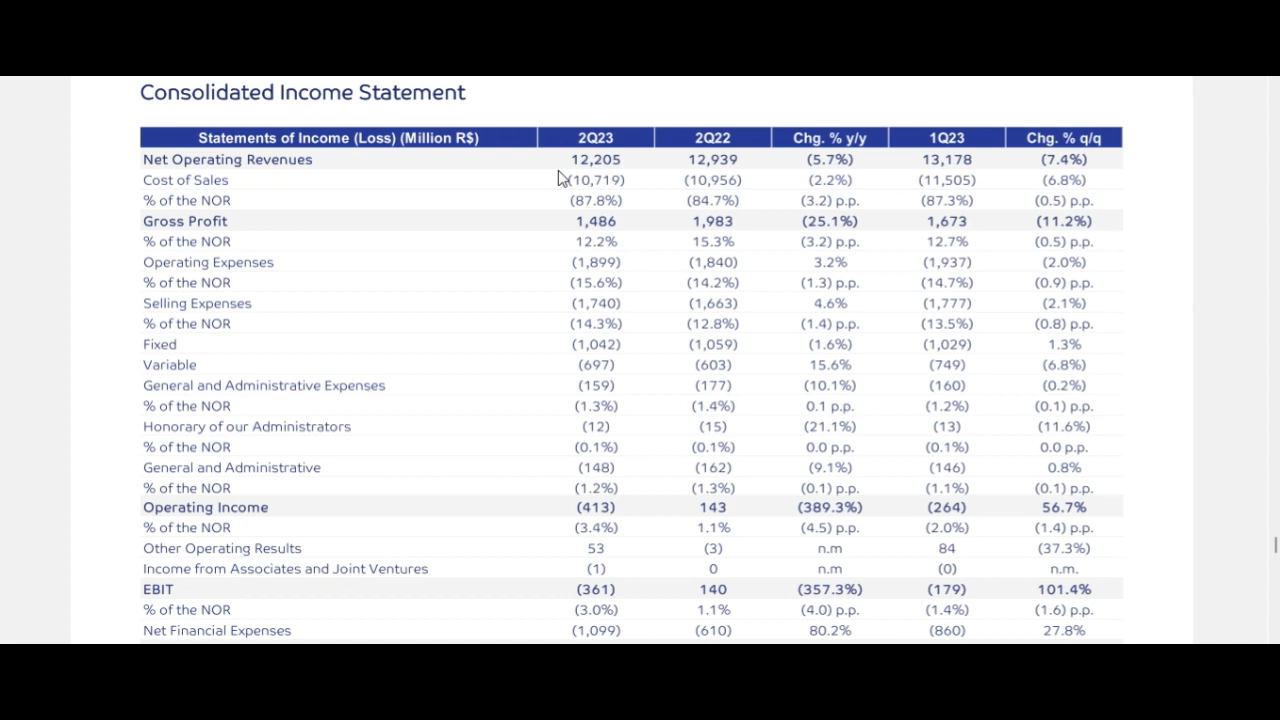 Consolidated Income Statement
Statements of Income (Loss) (Million R$) 2Q23 2Q22 Chg. % y/y 1Q23 Chg. % q/q
Net Operating Revenues 12,205 12,939 (5.7%) 13,178 (7.4%)
Cost of Sales (10,719) (10,956) (2.2%) (11,505) (6.8%)
% of the NOR (87.8%) (84.7%) (3.2) p.p. (87.3%) (0.5) p.p.
Gross Profit 1,486 1,983 (25.1%) 1,673 (11.2%)
% of the NOR 12.2% 15.3% (3.2) p.p. 12.7% (0.5) p.p.
Operating Expenses (1,899) (1,840) 3.2% (1,937) (2.0%)
% of the NOR (15.6%) (14.2%) (1.3) p.p. (14.7%) (0.9) p.p.
Selling Expenses (1,740) (1,663) 4.6% (1,777) (2.1%)
% of the NOR (14.3%) (12.8%) (1.4) p.p. (13.5%) (0.8) p.p.
Fixed (1,042) (1,059) (1.6%) (1,029) 1.3%
Variable (697) (603) 15.6% (749) (6.8%)
General and Administrative Expenses (159) (177) (10.1%) (160) (0.2%)
% of the NOR (1.3%) (1.4%) 0.1 p.p. (1.2%) (0.1) p.p.
Honorary of our Administrators (12) (15) (21.1%) (13) (11.6%)
% of the NOR (0.1%) (0.1%) 0.0 p.p. (0.1%) 0.0 p.p.
General and Administrative (148) (162) (9.1%) (146) 0.8%
% of the NOR (1.2%) (1.3%) (0.1) p.p. (1.1%) (0.1) p.p.
Operating Income (413) 143 (389.3%) (264) 56.7%
% of the NOR (3.4%) 1.1% (4.5) p.p. (2.0%) (1.4) p.p.
Other Operating Results 53 (3) n.m 84 (37.3%)
Income from Associates and Joint Ventures (1) 0 n.m (0) n.m.
EBIT (361) 140 (357.3%) (179) 101.4%
% of the NOR (3.0%) 1.1% (4.0) p.p. (1.4%) (1.6) p.p.
Net Financial Expenses (1,099) (610) 80.2% (860) 27.8%